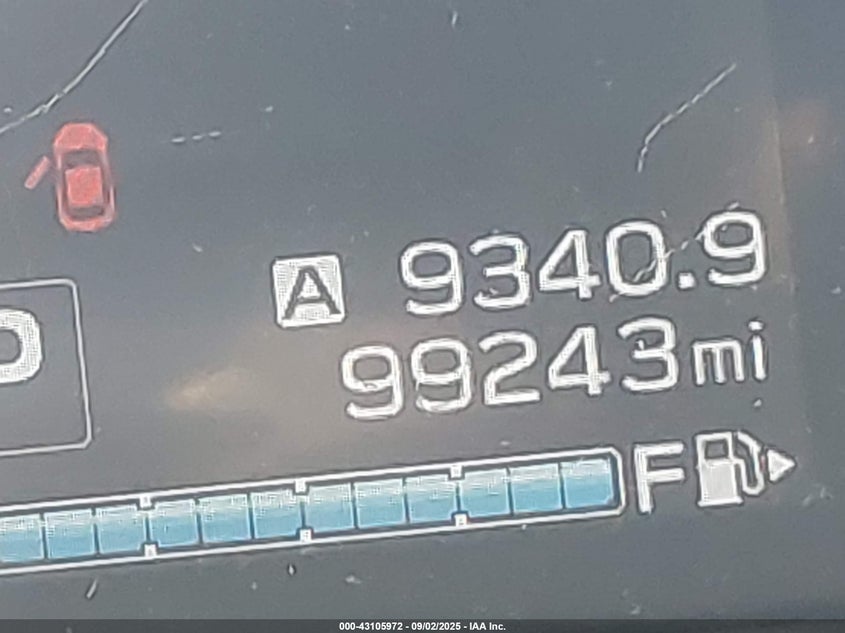 A 9340.9
99243mi
F
000-43105972 - 09/02/2025 - IAA Inc.